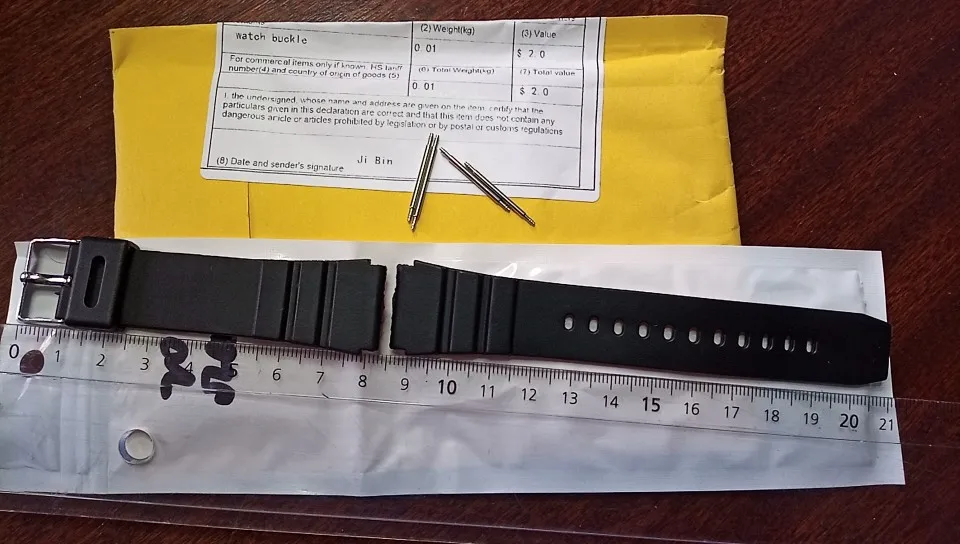 (2) Weight(kg)
(3) Value
watch buckle
0.01
$ 2.0
For commercial items only if known, HS tariff
number(4) and country of origin of goods (5)
(6) Total Weight(kg)
(7) Total value
0.01
$ 2.0
I, the undersigned, whose name and address are given on the item, certify that the
particulars given in this declaration are correct and that this item does not contain any
dangerous article or articles prohibited by legislation or by postal or customs regulations
(8) Date and sender's signature
Ji Bin
0 1 2 3 4 5 6 7 8 9 10 11 12 13 14 15 16 17 18 19 20 21